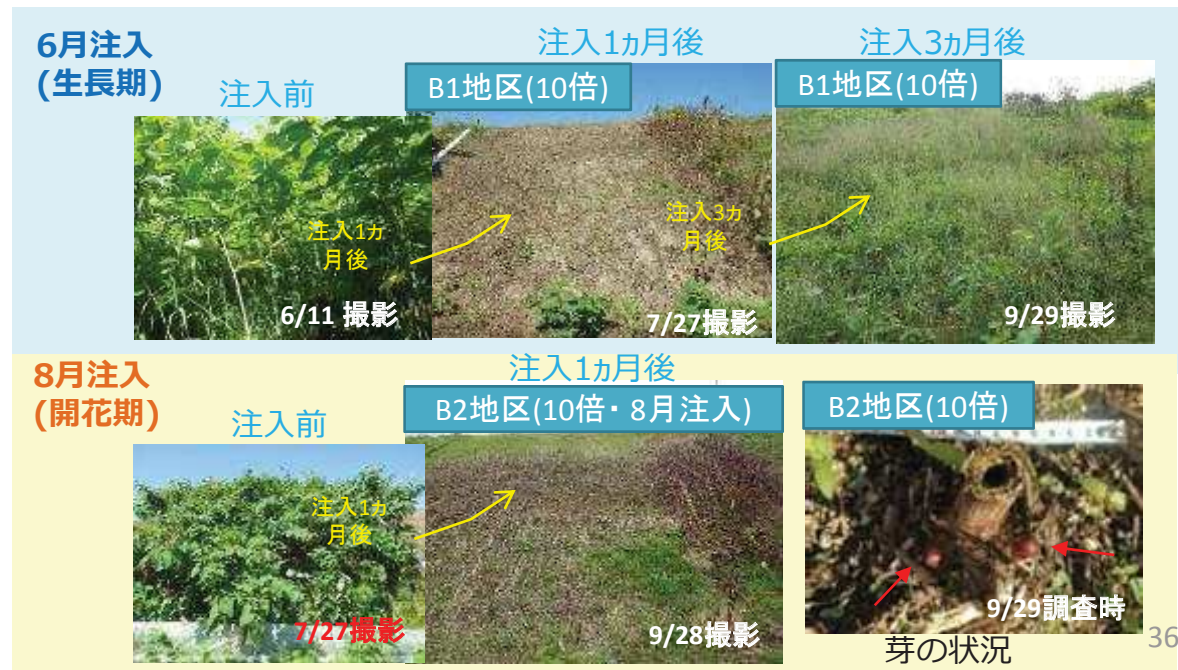 6月注入
(生長期)
注入前
注入1ヵ月後
注入3ヵ月後
B1地区(10倍)
B1地区(10倍)
注入1ヵ
月後
注入3ヵ
月後
6/11 撮影
7/27撮影
9/29撮影
8月注入
(開花期)
注入前
注入1ヵ月後
B2地区(10倍・8月注入)
B2地区(10倍)
注入1ヵ
月後
7/27撮影
9/28撮影
9/29調査時
芽の状況
36